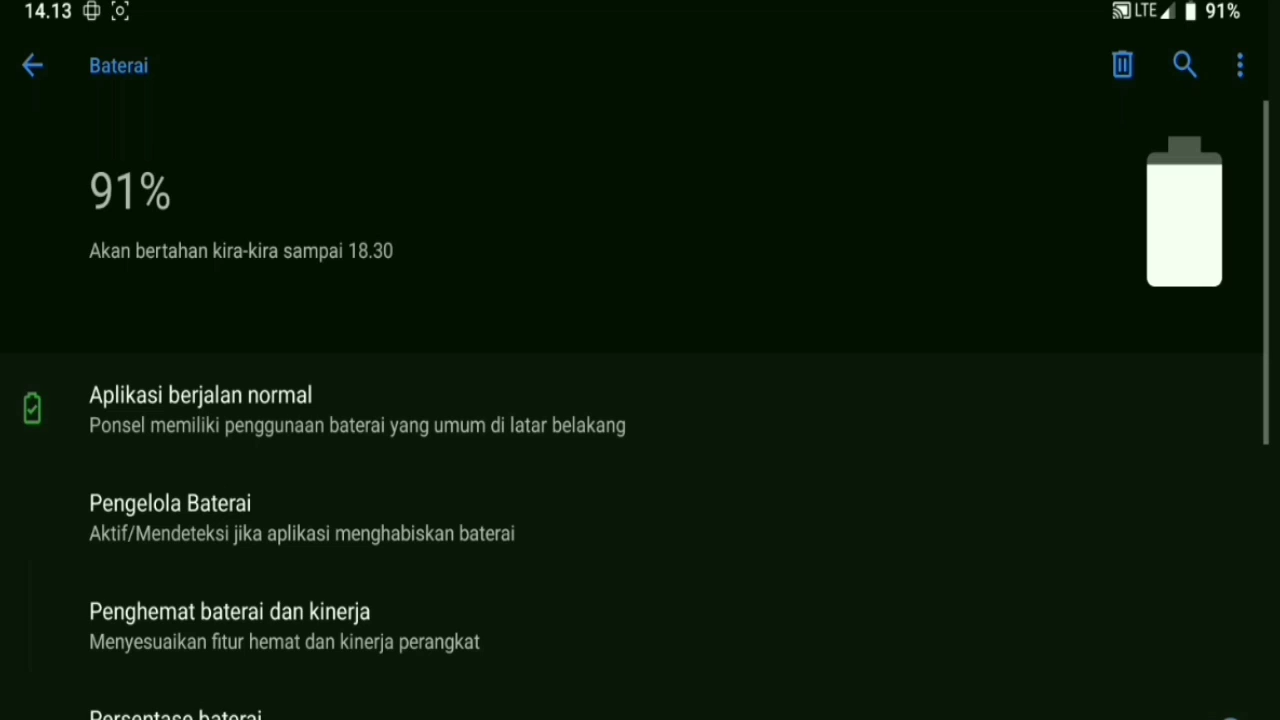 14.13 LTE 91%
Baterai
91%
Akan bertahan kira-kira sampai 18.30
Aplikasi berjalan normal
Ponsel memiliki penggunaan baterai yang umum di latar belakang
Pengelola Baterai
Aktif/Mendeteksi jika aplikasi menghabiskan baterai
Penghemat baterai dan kinerja
Menyesuaikan fitur hemat dan kinerja perangkat
Persentase baterai